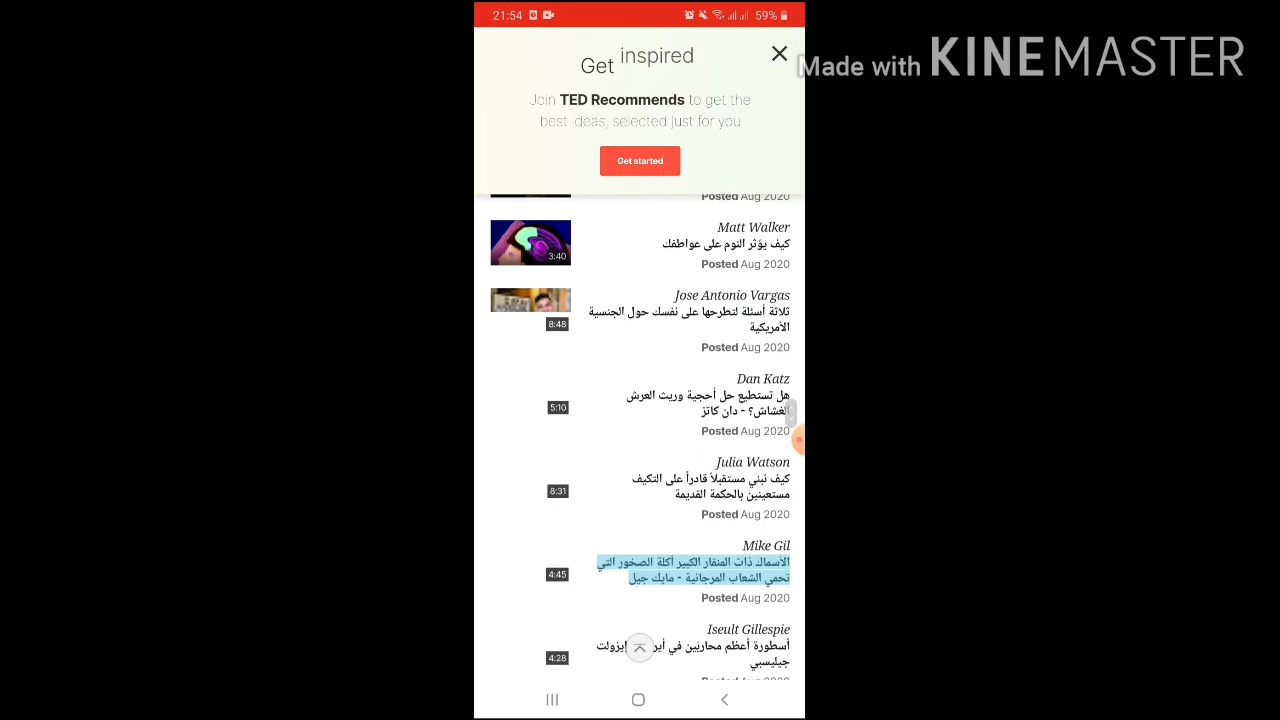 21:54
59%
Made with KINEMASTER
Get inspired
Join TED Recommends to get the
best ideas, selected just for you
Get started
Posted Aug 2020
Matt Walker
كيف يؤثر النوم على عواطفك
3:40
Posted Aug 2020
Jose Antonio Vargas
ثلاثة أسئلة لتطرحها على نفسك حول الجنسية
الأمريكية
8:48
Posted Aug 2020
Dan Katz
هل تستطيع حل أحجية وريث العرش
الغشاش؟ - دان كاتز
5:10
Posted Aug 2020
Julia Watson
كيف نبني مستقبلاً قادراً على التكيف
مستعينين بالحكمة القديمة
8:31
Posted Aug 2020
Mike Gil
الأسماك ذات المنقار الكبير آكلة الصخور التي
تحمي الشعاب المرجانية - مايك جيل
4:45
Posted Aug 2020
Iseult Gillespie
أسطورة أعظم محاربَين في إيزولت
جيليسبي
4:28